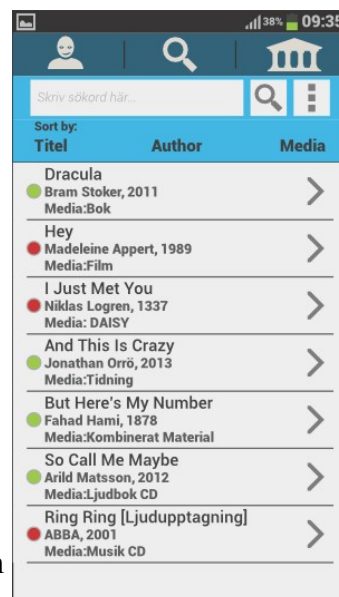 38% 09:35
Skriv sökord här...
Sort by:
Titel Author Media
Dracula
Bram Stoker, 2011
Media:Bok
Hey
Madeleine Appert, 1989
Media:Film
I Just Met You
Niklas Logren, 1337
Media: DAISY
And This Is Crazy
Jonathan Orrö, 2013
Media:Tidning
But Here's My Number
Fahad Hami, 1878
Media:Kombinerat Material
So Call Me Maybe
Arild Matsson, 2012
Media:Ljudbok CD
Ring Ring [Ljudupptagning]
ABBA, 2001
Media:Musik CD